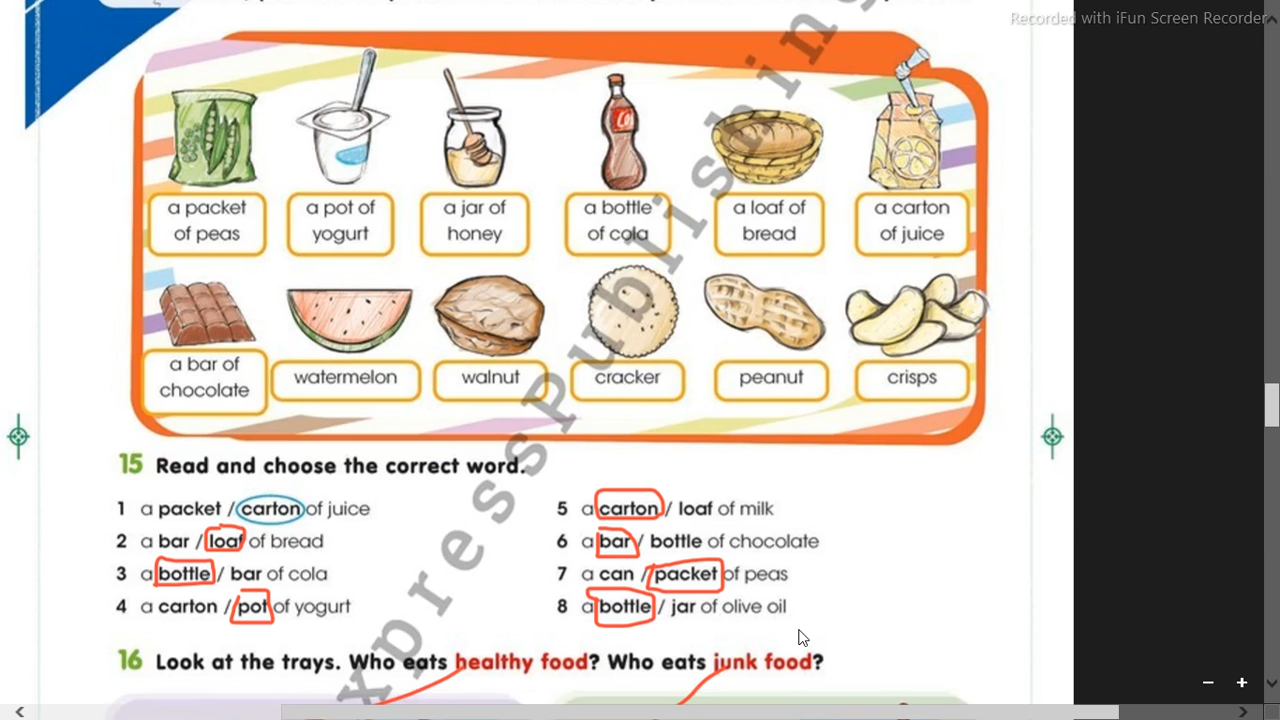 Recorded with iFun Screen Recorder
a packet
of peas
a pot of
yogurt
a jar of
honey
a bottle
of cola
a loaf of
bread
a carton
of juice
a bar of
chocolate
watermelon
walnut
cracker
peanut
crisps
xpress Publishing
15 Read and choose the correct word.
1 a packet / carton of juice
2 a bar / loaf of bread
3 a bottle / bar of cola
4 a carton / pot of yogurt
5 a carton / loaf of milk
6 a bar / bottle of chocolate
7 a can / packet of peas
8 a bottle / jar of olive oil
16 Look at the trays. Who eats healthy food? Who eats junk food?